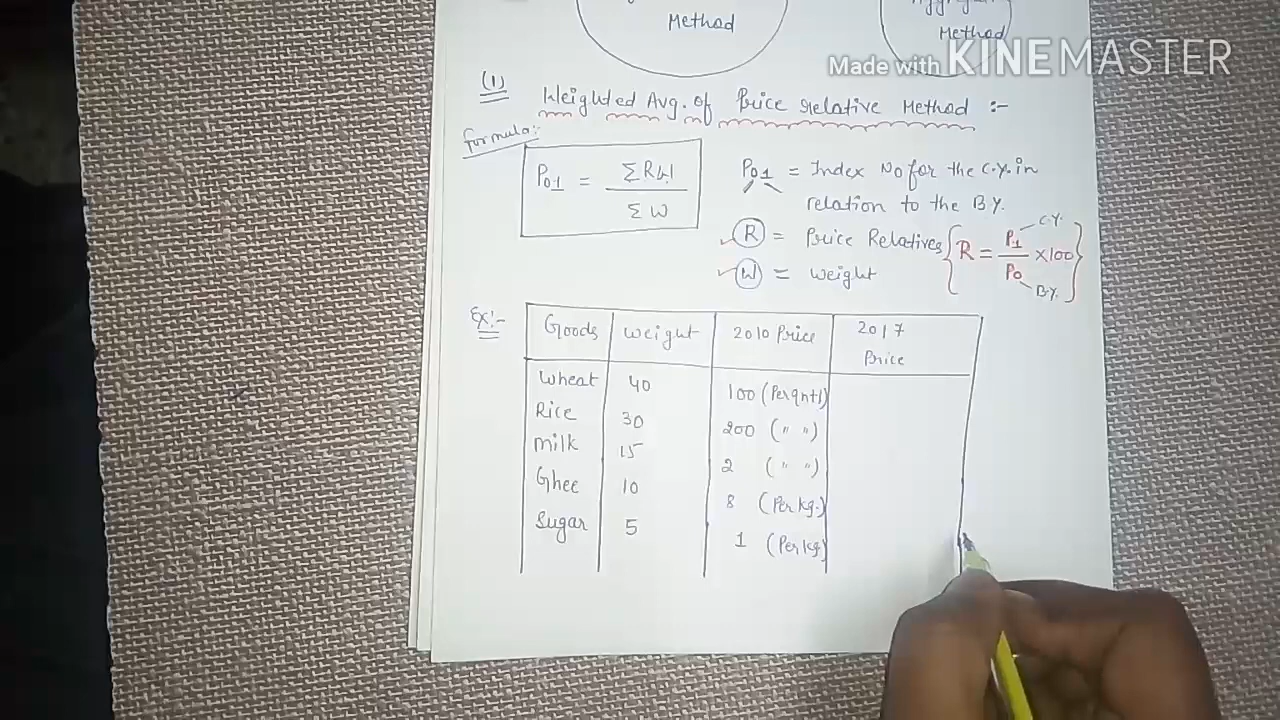 Method
Method
Made with KINEMASTER
(1) Weighted Avg. of Price Relative Method :-
formula:-
P01 = ΣRW / ΣW
P01 = Index No for the C.Y. in
relation to the B.Y.
R = Price Relatives { R = P1 / P0 ×100 }
C.Y.
B.Y.
W = Weight
Ex:-
Goods Weight 2010 Price 2017 Price
Wheat 40 100 (Per qntl)
Rice 30 200 (" ")
Milk 15 2 (" ")
Ghee 10 8 (Per kg.)
Sugar 5 1 (Per kg)